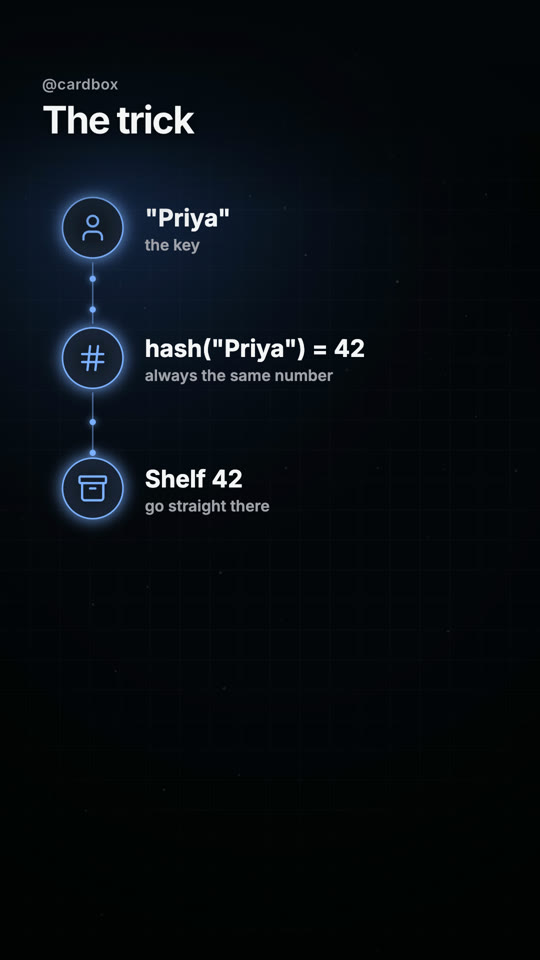 @cardbox
The trick
"Priya"
the key
hash("Priya") = 42
always the same number
Shelf 42
go straight there